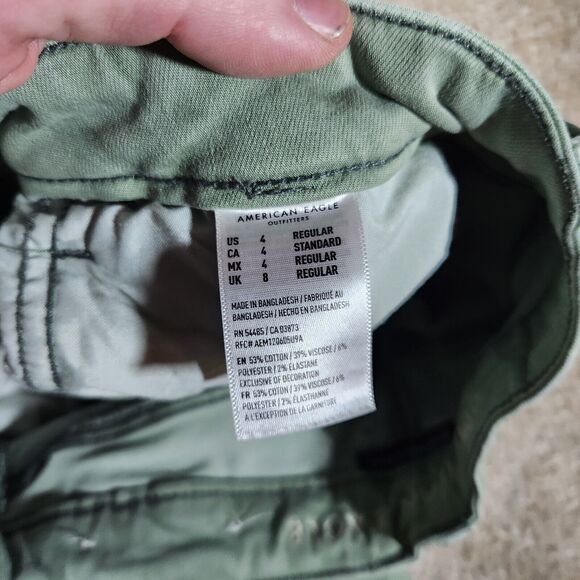 AMERICAN EAGLE
OUTFITTERS
US 4 REGULAR
CA 4 STANDARD
MX 4 REGULAR
UK 8 REGULAR
MADE IN BANGLADESH / FABRIQUÉ AU
BANGLADESH / HECHO EN BANGLADESH
RN 54485 / CA 03873
RFC# AEM120605U9A
EN 53% COTTON / 39% VISCOSE / 6%
POLYESTER / 2% ELASTANE
EXCLUSIVE OF DECORATION
FR 53% COTON / 39% VISCOSE / 6%
POLYESTER / 2% ÉLASTHANNE
À L'EXCEPTION DE LA GARNITURE